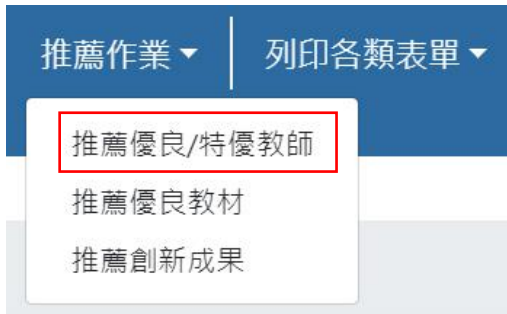 推薦作業 列印各類表單
推薦優良/特優教師
推薦優良教材
推薦創新成果